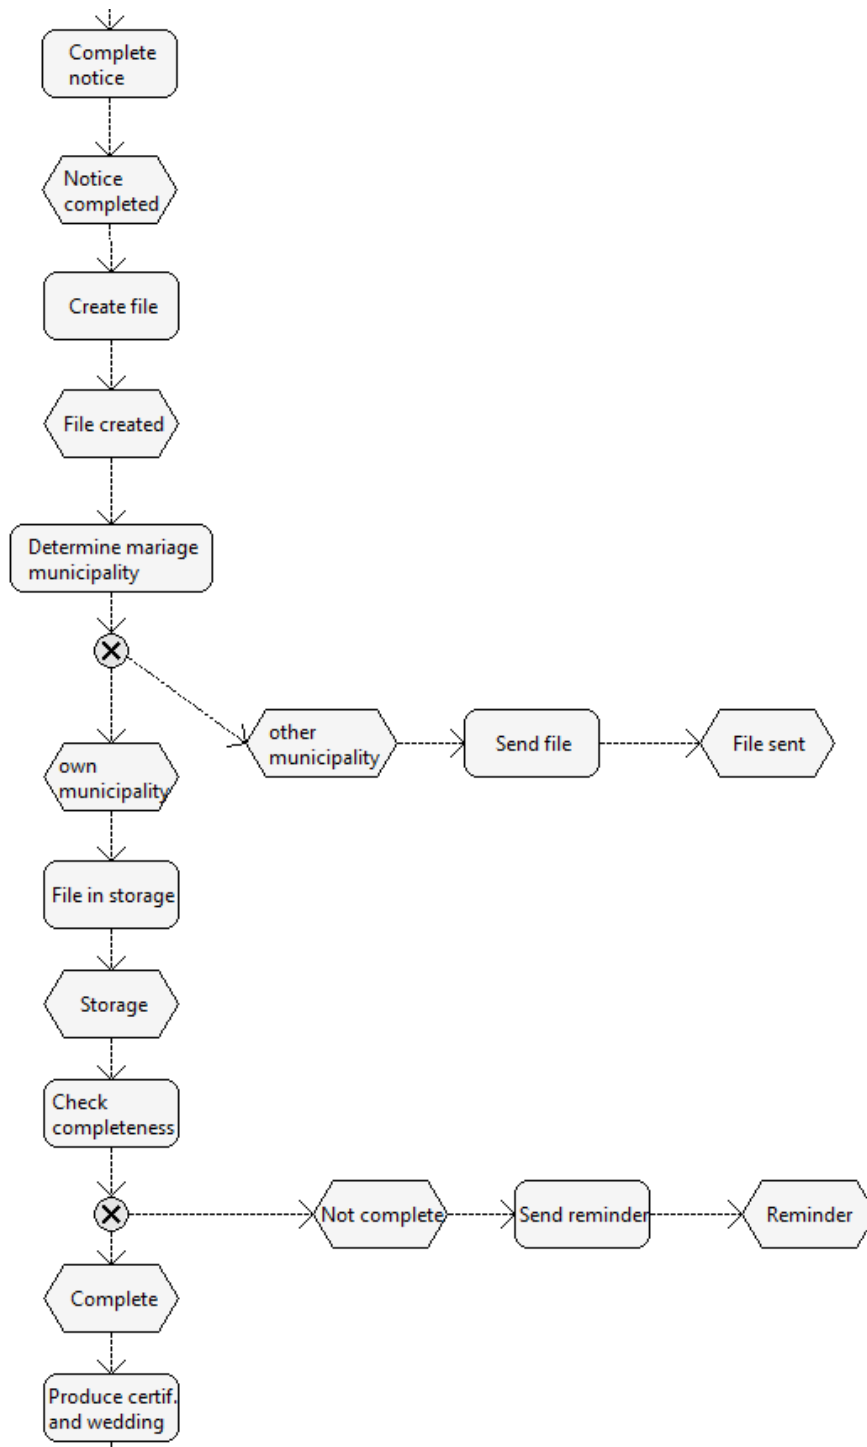 Complete
notice
Notice
completed
Create file
File created
Determine mariage
municipality
other
municipality
Send file
File sent
own
municipality
File in storage
Storage
Check
completeness
Not complete
Send reminder
Reminder
Complete
Produce certif.
and wedding